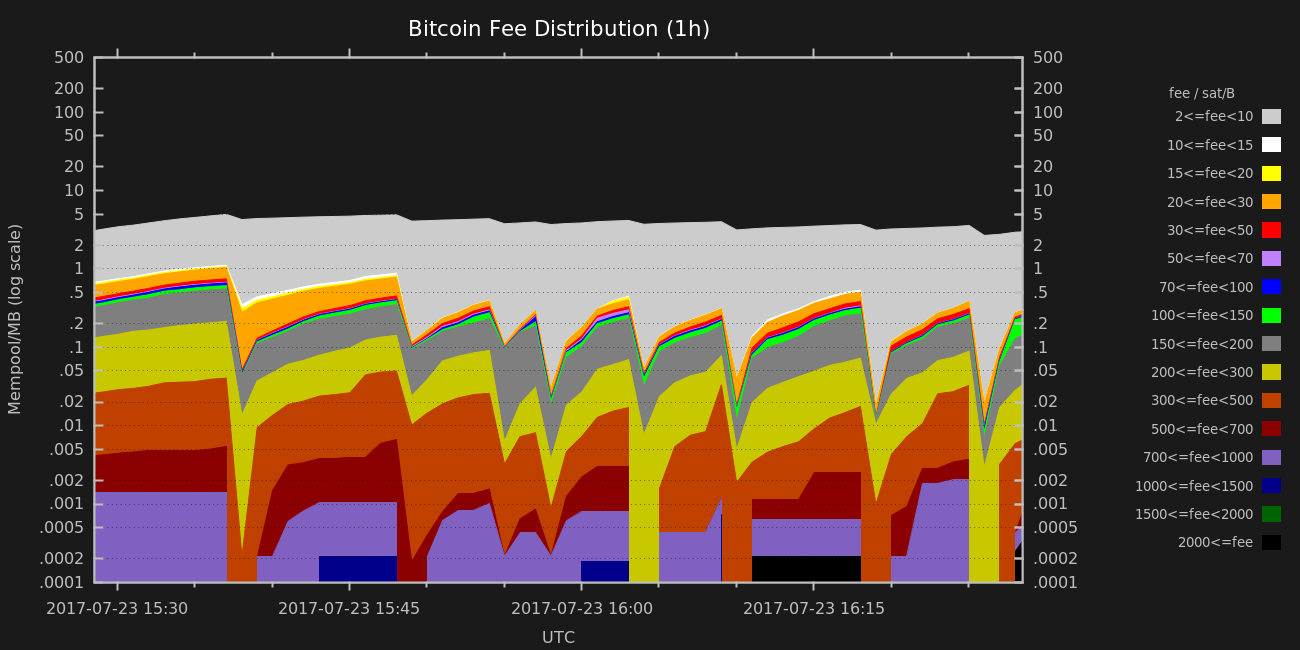 Bitcoin Fee Distribution (1h)
500 500
200 200
100 100
50 50
20 20
10 10
5 5
2 2
1 1
.5 .5
.2 .2
.1 .1
.05 .05
.02 .02
.01 .01
.005 .005
.002 .002
.001 .001
.0005 .0005
.0002 .0002
.0001 .0001
Mempool/MB (log scale)
2017-07-23 15:30 2017-07-23 15:45 2017-07-23 16:00 2017-07-23 16:15
UTC
fee / sat/B
2<=fee<10
10<=fee<15
15<=fee<20
20<=fee<30
30<=fee<50
50<=fee<70
70<=fee<100
100<=fee<150
150<=fee<200
200<=fee<300
300<=fee<500
500<=fee<700
700<=fee<1000
1000<=fee<1500
1500<=fee<2000
2000<=fee